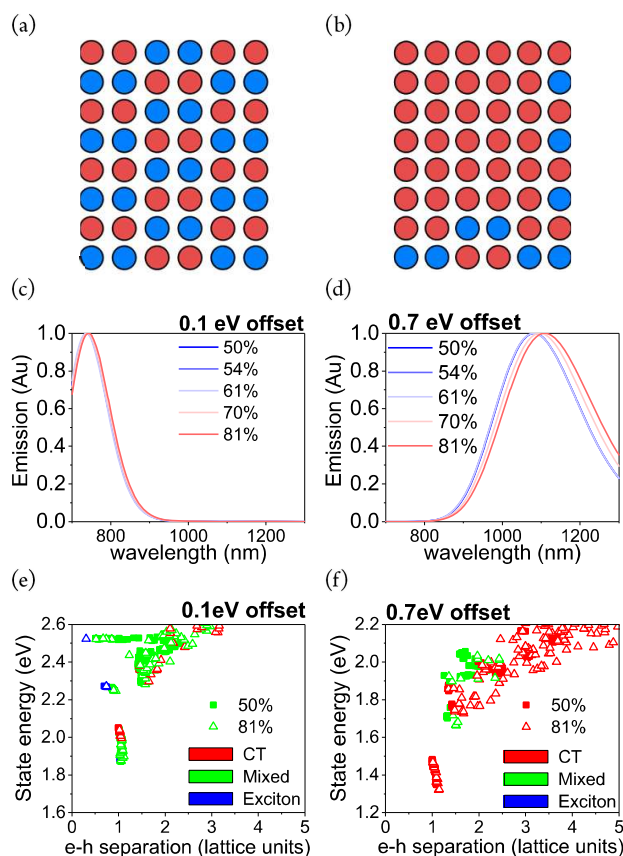 (a)
(b)
(c)
(d)
0.1 eV offset
0.7 eV offset
Emission (Au)
1.0
0.8
0.6
0.4
0.2
0.0
50%
54%
61%
70%
81%
800 1000 1200
wavelength (nm)
Emission (Au)
1.0
0.8
0.6
0.4
0.2
0.0
50%
54%
61%
70%
81%
800 1000 1200
wavelength (nm)
(e)
(f)
0.1eV offset
0.7eV offset
State energy (eV)
2.6
2.4
2.2
2.0
1.8
1.6
50%
81%
CT
Mixed
Exciton
0 1 2 3 4 5
e-h separation (lattice units)
State energy (eV)
2.2
2.0
1.8
1.6
1.4
1.2
50%
81%
CT
Mixed
Exciton
0 1 2 3 4 5
e-h separation (lattice units)